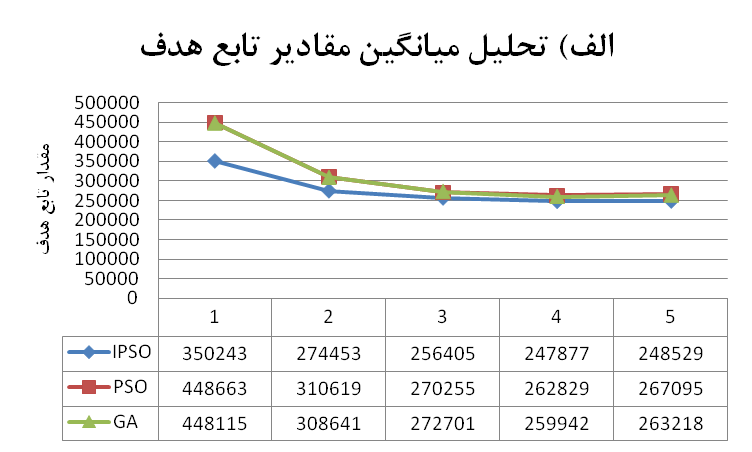 الف) تحلیل میانگین مقادیر تابع هدف
مقدار تابع هدف
500000
450000
400000
350000
300000
250000
200000
150000
100000
50000
0
1 2 3 4 5
IPSO 350243 274453 256405 247877 248529
PSO 448663 310619 270255 262829 267095
GA 448115 308641 272701 259942 263218